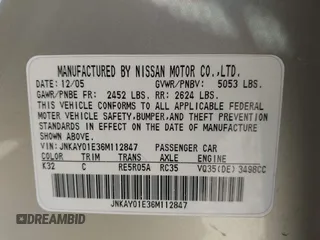 MANUFACTURED BY NISSAN MOTOR CO.,LTD.
DATE: 12/05 GVWR/PNBV: 5053 LBS.
GAWR/PNBE FR: 2452 LBS. RR: 2624 LBS.
THIS VEHICLE CONFORMS TO ALL APPLICABLE FEDERAL
MOTOR VEHICLE SAFETY,BUMPER,AND THEFT PREVENTION
STANDARDS IN EFFECT ON THE DATE OF MANUFACTURE
SHOWN ABOVE.
VIN: JNKAY01E36M112847 PASSENGER CAR
COLOR TRIM TRANS AXLE ENGINE
K32 C RE5R05A RC35 VQ35(DE) 3498CC
JNKAY01E36M112847
DREAMBID